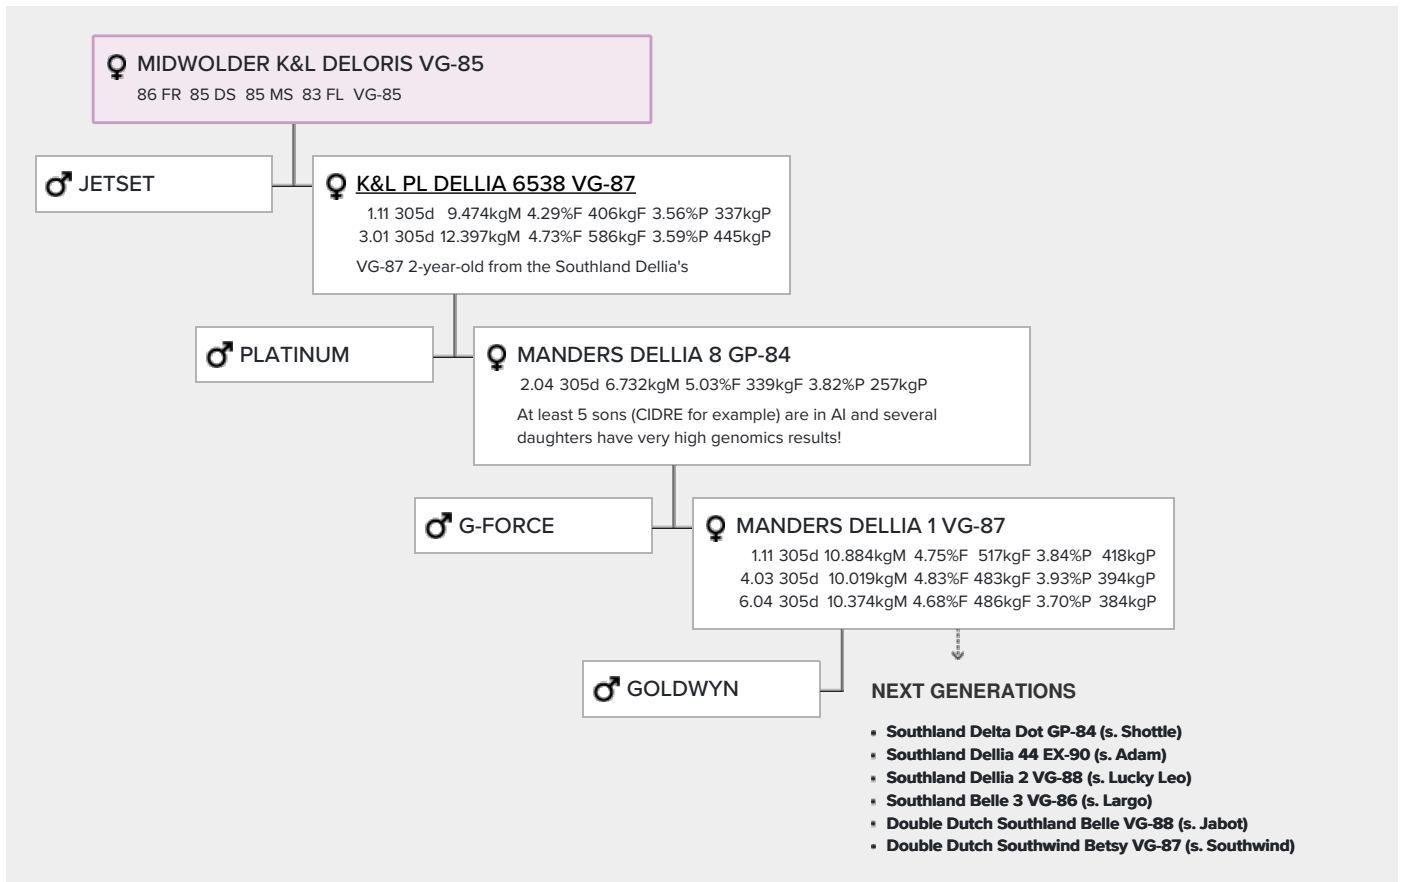 MIDWOLDER K&L DELORIS VG-85
86 FR 85 DS 85 MS 83 FL VG-85
JETSET
K&L PL DELLIA 6538 VG-87
1.11 305d 9.474kgM 4.29%F 406kgF 3.56%P 337kgP
3.01 305d 12.397kgM 4.73%F 586kgF 3.59%P 445kgP
VG-87 2-year-old from the Southland Dellia's
PLATINUM
MANDERS DELLIA 8 GP-84
2.04 305d 6.732kgM 5.03%F 339kgF 3.82%P 257kgP
At least 5 sons (CIDRE for example) are in AI and several
daughters have very high genomics results!
G-FORCE
MANDERS DELLIA 1 VG-87
1.11 305d 10.884kgM 4.75%F 517kgF 3.84%P 418kgP
4.03 305d 10.019kgM 4.83%F 483kgF 3.93%P 394kgP
6.04 305d 10.374kgM 4.68%F 486kgF 3.70%P 384kgP
GOLDWYN
NEXT GENERATIONS
Southland Delta Dot GP-84 (s. Shottle)
Southland Dellia 44 EX-90 (s. Adam)
Southland Dellia 2 VG-88 (s. Lucky Leo)
Southland Belle 3 VG-86 (s. Largo)
Double Dutch Southland Belle VG-88 (s. Jabot)
Double Dutch Southwind Betsy VG-87 (s. Southwind)